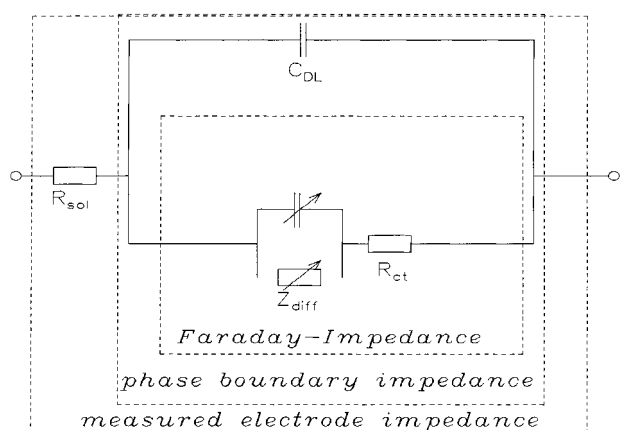 C_DL
R_sol
R_ct
Z_diff
Faraday-Impedance
phase boundary impedance
measured electrode impedance